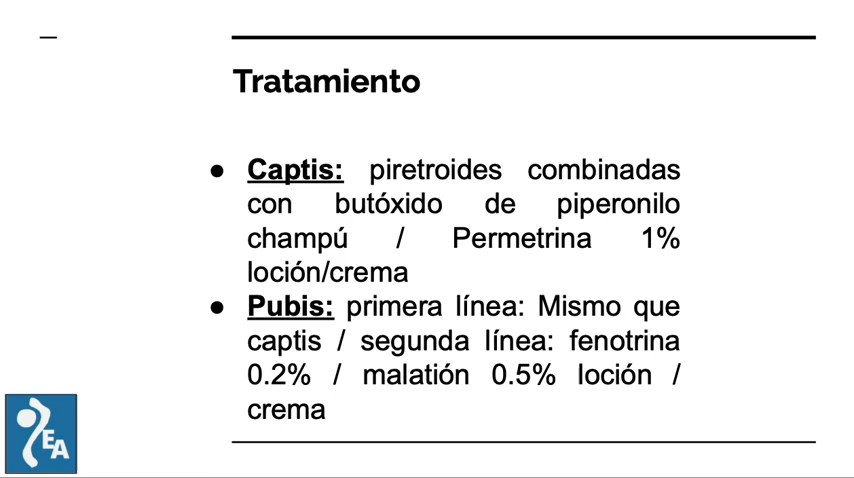 Tratamiento
● Captis: piretroides combinadas
con butóxido de piperonilo
champú / Permetrina 1%
loción/crema
● Pubis: primera línea: Mismo que
captis / segunda línea: fenotrina
0.2% / malatión 0.5% loción /
crema
EA